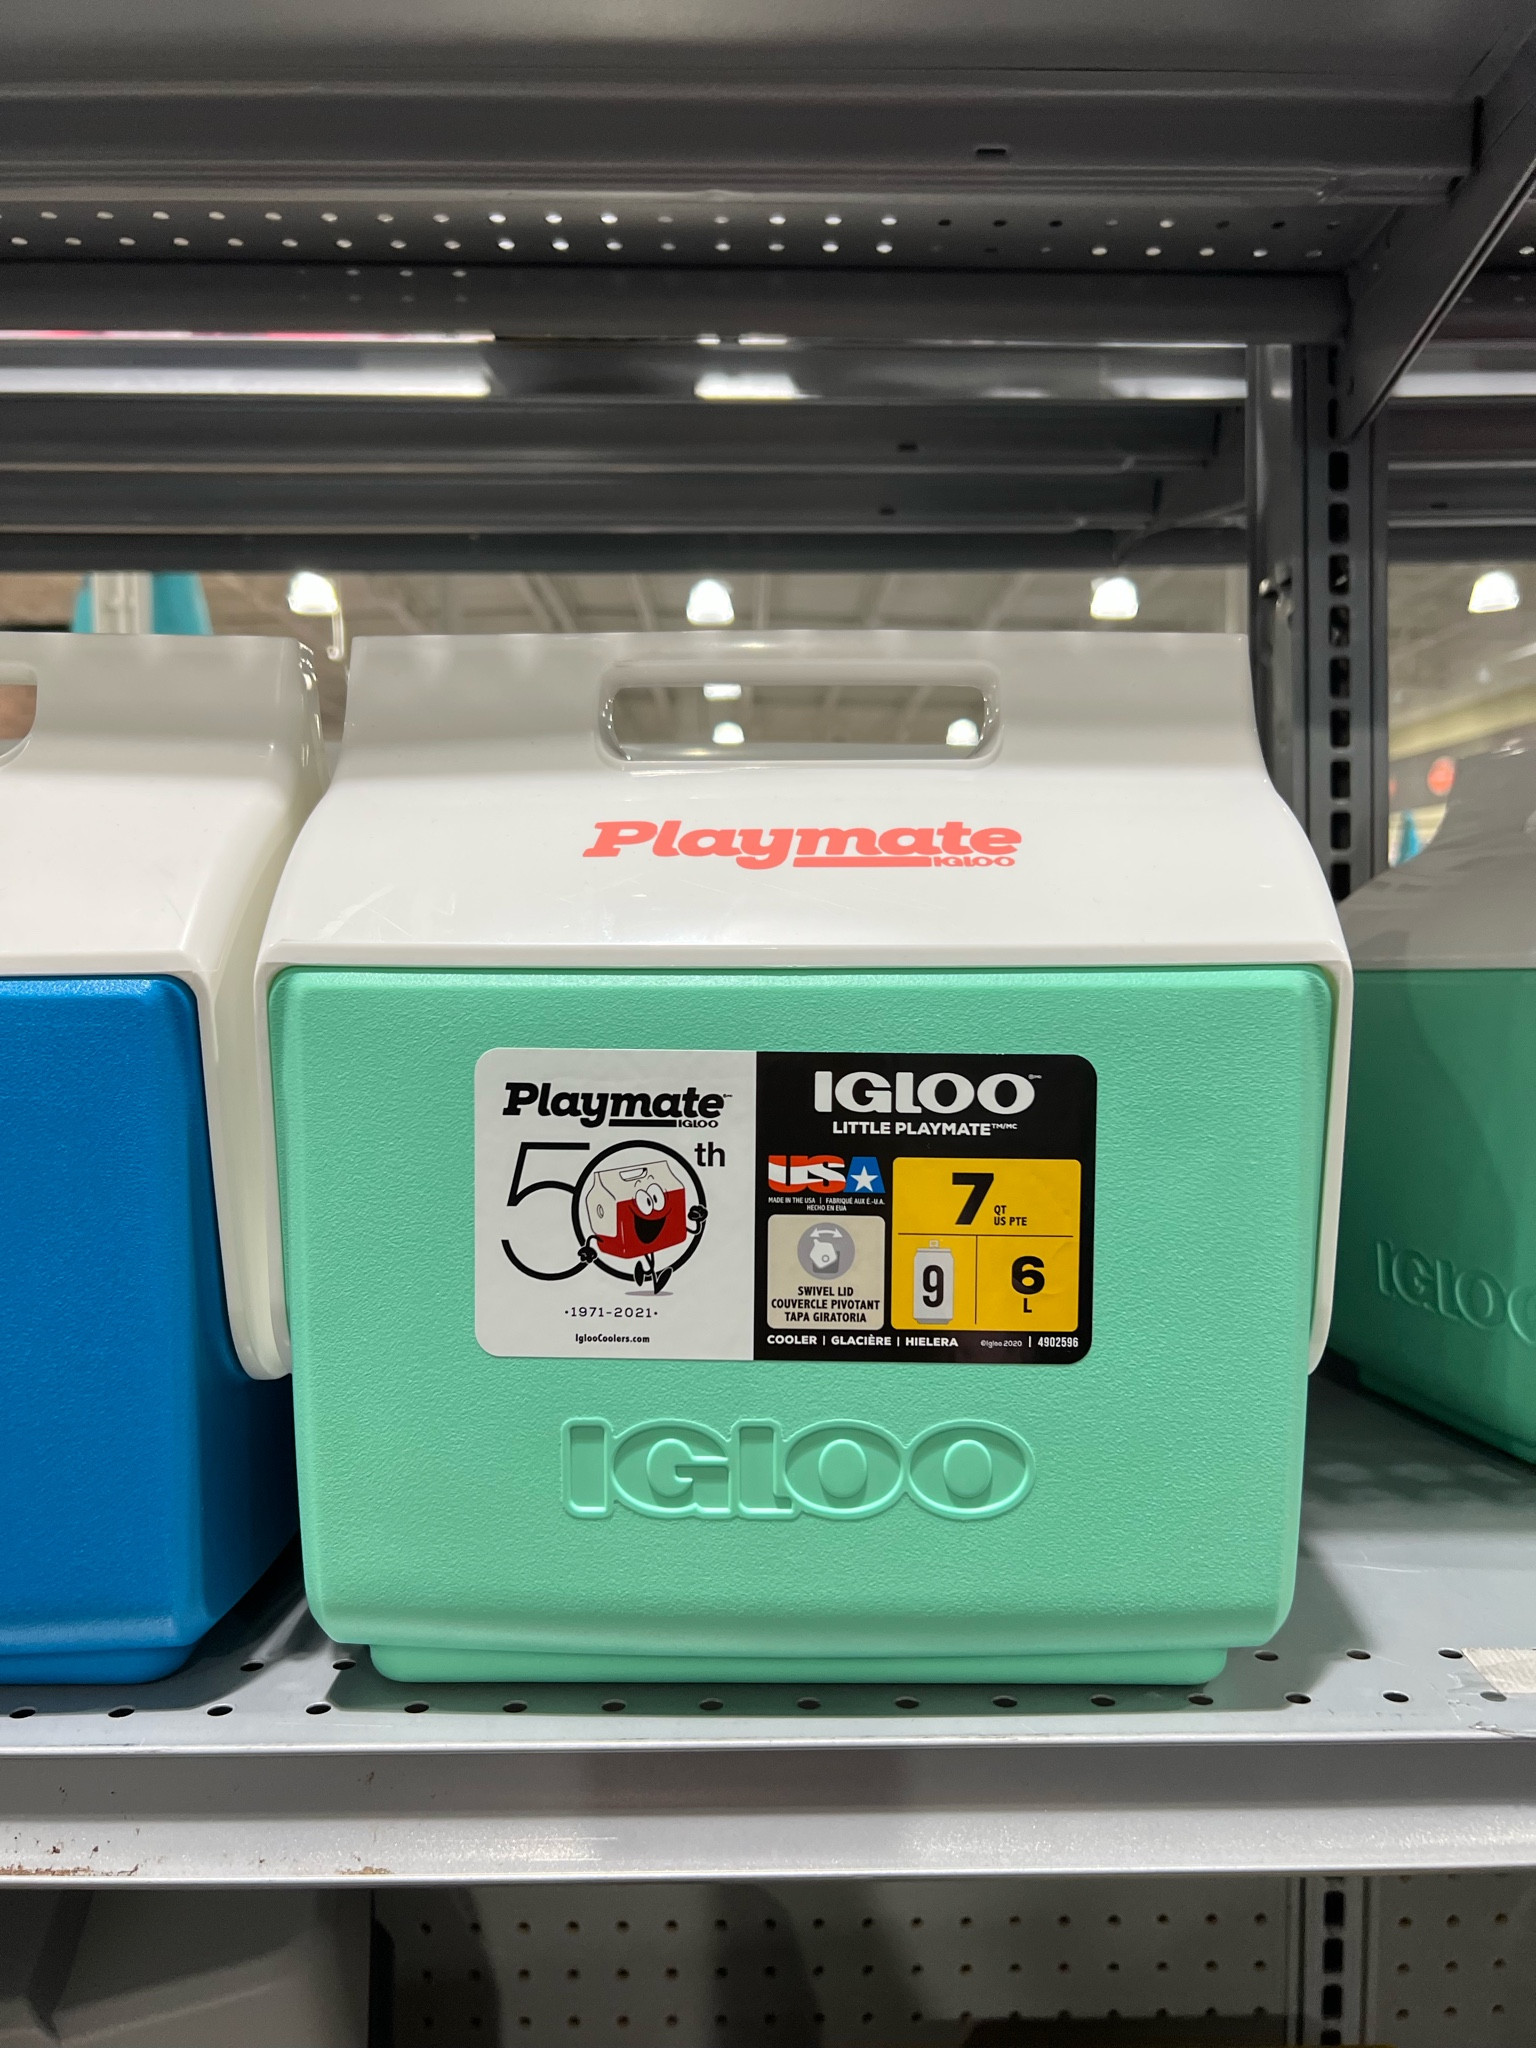 Playmate
IGLOO
Playmate™
IGLOO
50th
•1971-2021•
IglooCoolers.com
IGLOO
LITTLE PLAYMATE™/MC
USA
MADE IN THE USA | FABRIQUÉ AUX É.-U.A.
HECHO EN EUA
7 QT
US PTE
9
6
L
SWIVEL LID
COUVERCLE PIVOTANT
TAPA GIRATORIA
COOLER | GLACIÈRE | HIELERA
©Igloo 2020 | 4902596
IGLOO
IGLOO